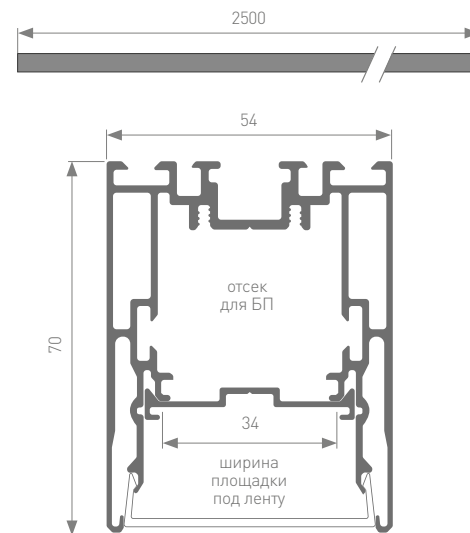 2500
54
отсек
для БП
70
34
ширина
площадки
под ленту